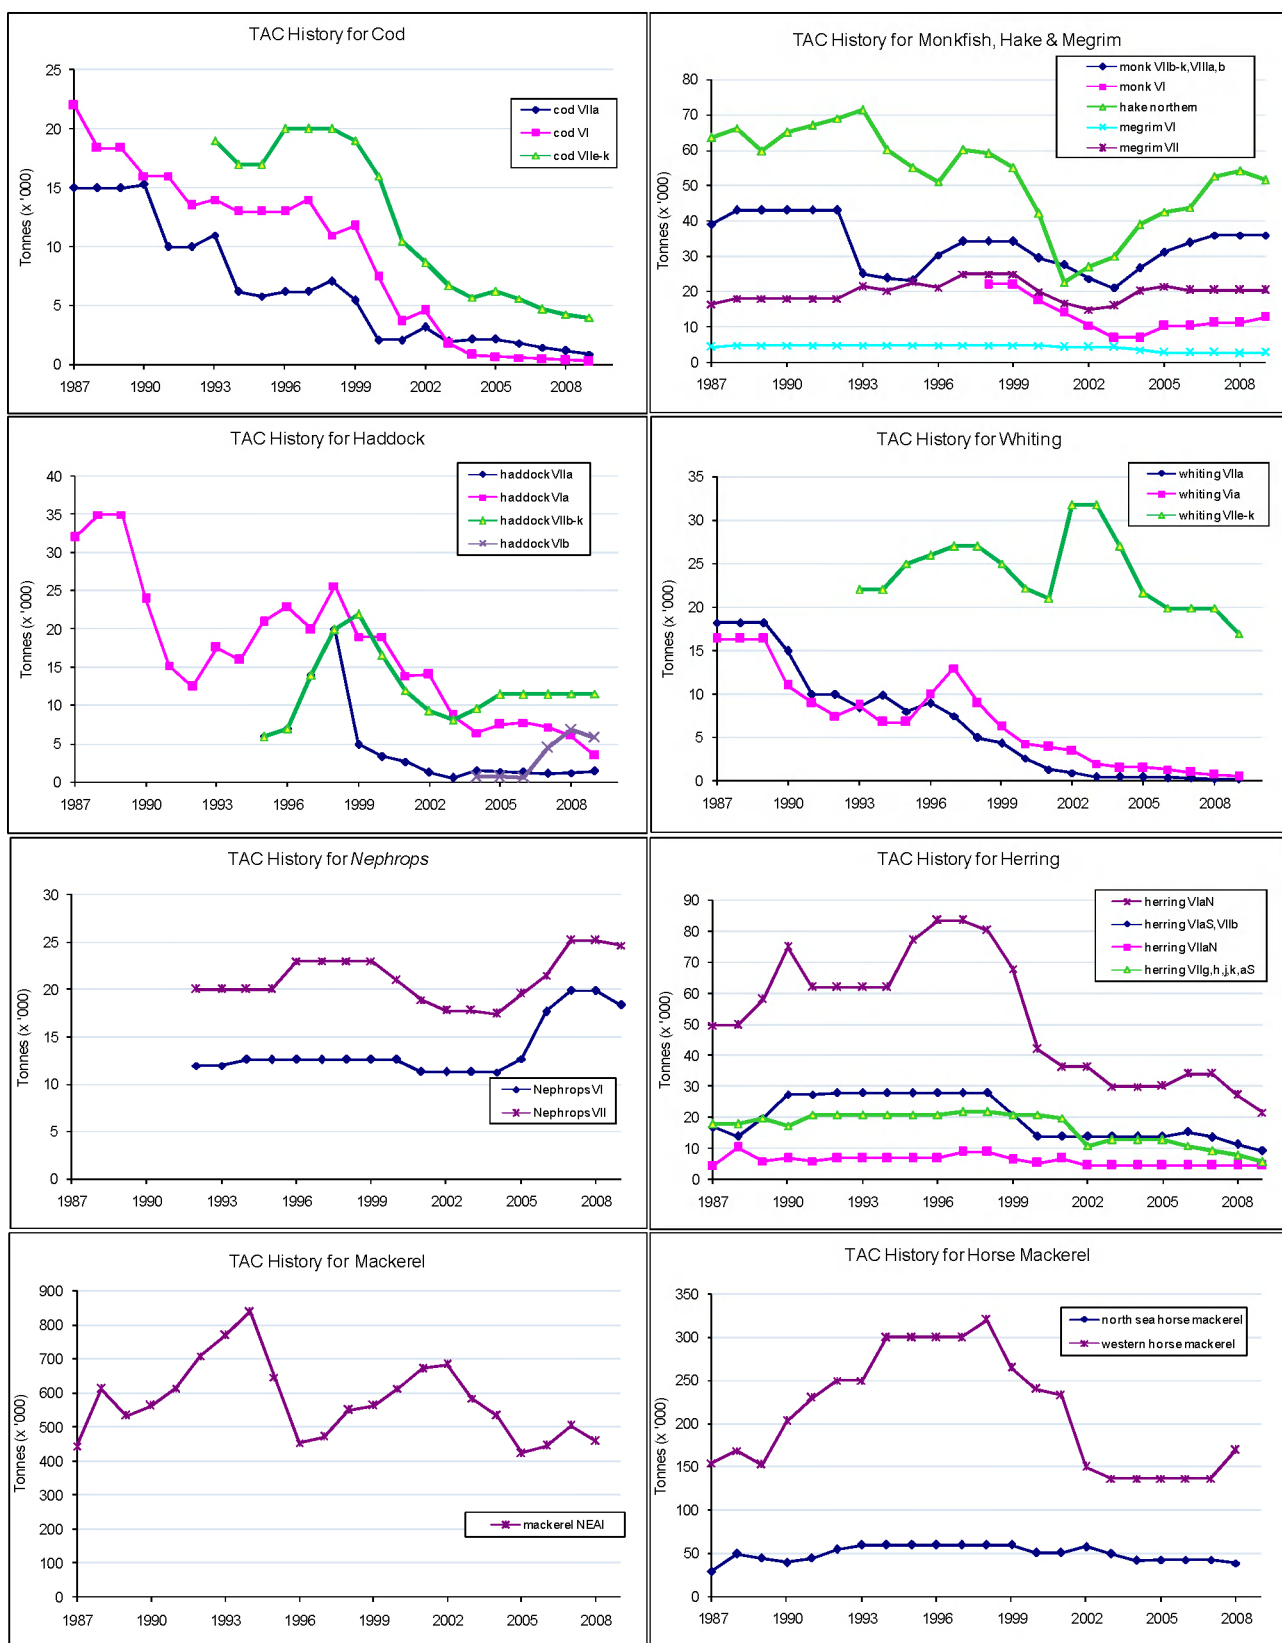 TAC History for Cod
Tonnes (x '000)
25
20
15
10
5
0
1987 1990 1993 1996 1999 2002 2005 2008
cod VIIa
cod VI
cod VIIe-k
TAC History for Monkfish, Hake & Megrim
Tonnes (x '000)
80
70
60
50
40
30
20
10
0
1987 1990 1993 1996 1999 2002 2005 2008
monk VIIb-k,VIIIa,b
monk VI
hake northern
megrim VI
megrim VII
TAC History for Haddock
Tonnes (x '000)
40
35
30
25
20
15
10
5
0
1987 1990 1993 1996 1999 2002 2005 2008
haddock VIIa
haddock VIa
haddock VIIb-k
haddock VIb
TAC History for Whiting
Tonnes (x '000)
35
30
25
20
15
10
5
0
1987 1990 1993 1996 1999 2002 2005 2008
whiting VIIa
whiting Via
whiting VIIe-k
TAC History for Nephrops
Tonnes (x '000)
30
25
20
15
10
5
0
1987 1990 1993 1996 1999 2002 2005 2008
Nephrops VI
Nephrops VII
TAC History for Herring
Tonnes (x '000)
90
80
70
60
50
40
30
20
10
0
1987 1990 1993 1996 1999 2002 2005 2008
herring VIaN
herring VIaS,VIIb
herring VIIaN
herring VIIg,h,j,k,aS
TAC History for Mackerel
Tonnes (x '000)
900
800
700
600
500
400
300
200
100
0
1987 1990 1993 1996 1999 2002 2005 2008
mackerel NEAI
TAC History for Horse Mackerel
Tonnes (x '000)
350
300
250
200
150
100
50
0
1987 1990 1993 1996 1999 2002 2005 2008
north sea horse mackerel
western horse mackerel